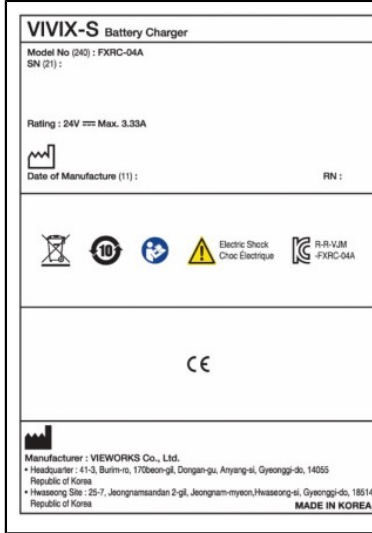 VIVIX-S Battery Charger
Model No (240) : FXRC-04A
SN (21) :
Rating : 24V ⎓ Max. 3.33A
Date of Manufacture (11) : RN :
10
Electric Shock
Choc Électrique
R-R-VJM
-FXRC-04A
CE
Manufacturer : VIEWORKS Co., Ltd.
• Headquarter : 41-3, Burim-ro, 170beon-gil, Dongan-gu, Anyang-si, Gyeonggi-do, 14055
Republic of Korea
• Hwaseong Site : 25-7, Jeongnamsandan 2-gil, Jeongnam-myeon,Hwaseong-si, Gyeonggi-do, 18514
Republic of Korea MADE IN KOREA